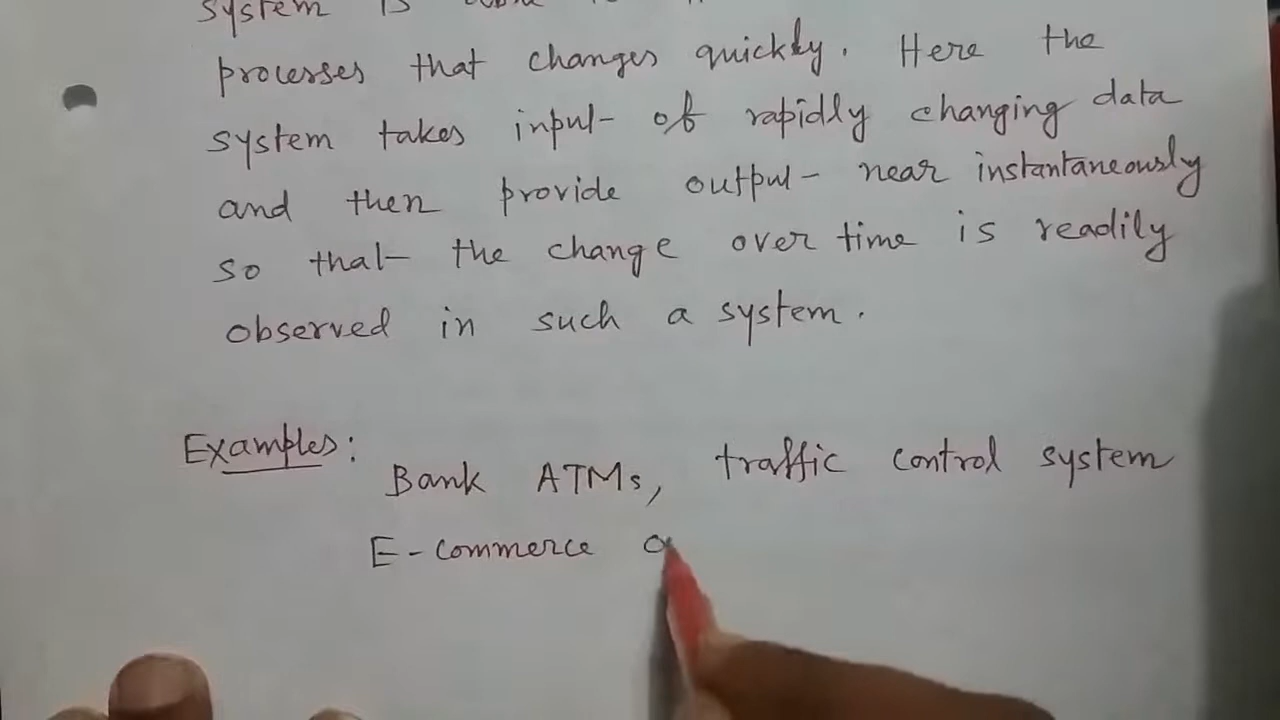 system is
processes that changes quickly. Here the
system takes input of rapidly changing data
and then provide output near instantaneously
so that the change over time is readily
observed in such a system.
Examples:
Bank ATMs, traffic control system
E-commerce